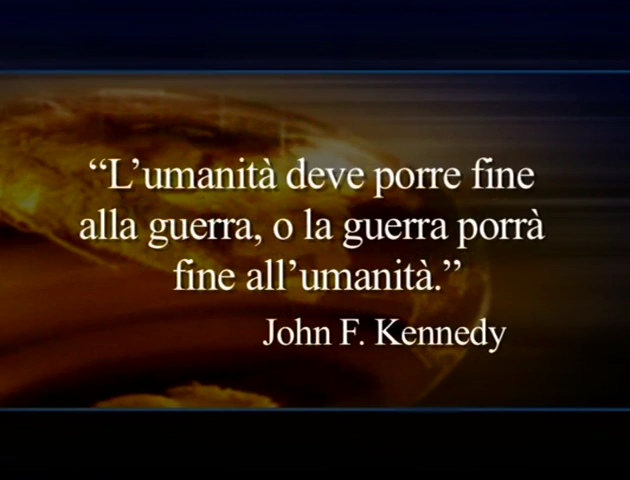 “L’umanità deve porre fine
alla guerra, o la guerra porrà
fine all’umanità.”
John F. Kennedy